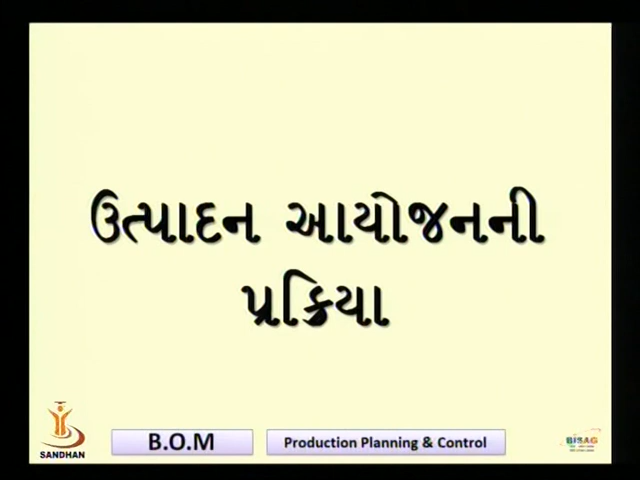 ઉત્પાદન આયોજનની
પ્રક્રિયા
SANDHAN
B.O.M
Production Planning & Control
BISAG